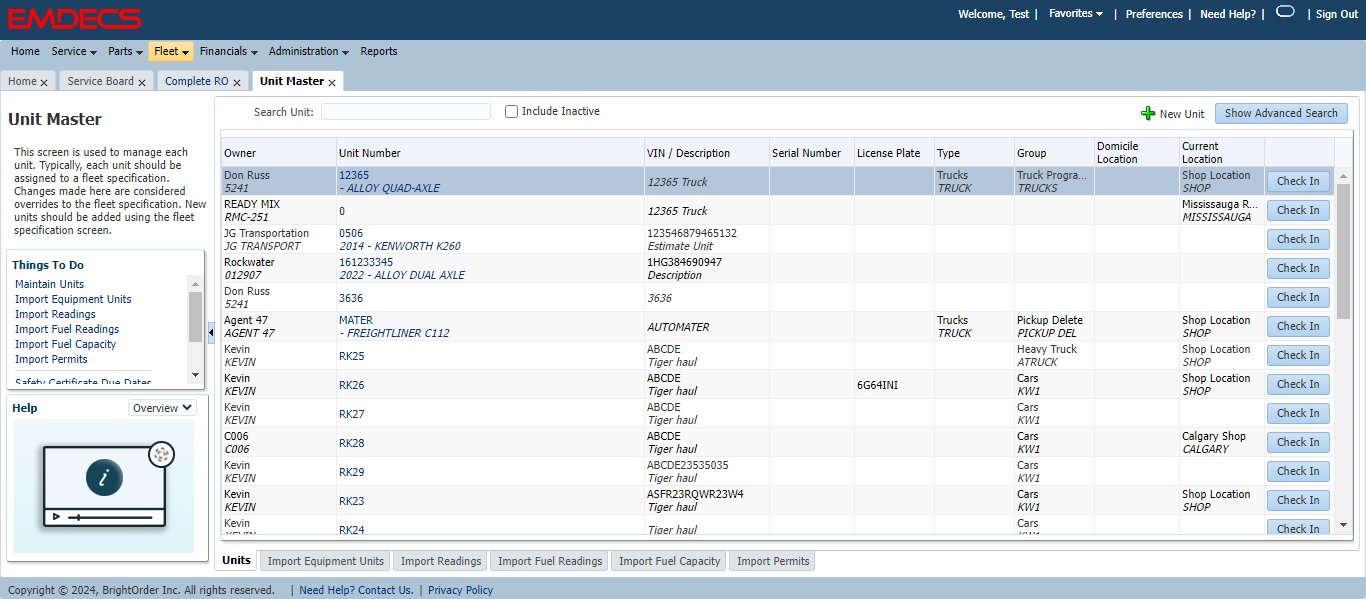 EMDECS
Welcome, Test | Favorites | Preferences | Need Help? | | Sign Out
Home Service Parts Fleet Financials Administration Reports
Home x Service Board x Complete RO x Unit Master x
Unit Master
This screen is used to manage each
unit. Typically, each unit should be
assigned to a fleet specification.
Changes made here are considered
overrides to the fleet specification. New
units should be added using the fleet
specification screen.
Things To Do
Maintain Units
Import Equipment Units
Import Readings
Import Fuel Readings
Import Fuel Capacity
Import Permits
Safety Certificate Due Dates
Help Overview
i
Search Unit: Include Inactive New Unit Show Advanced Search
Owner Unit Number VIN / Description Serial Number License Plate Type Group Domicile Location Current Location
Don Russ 12365 Trucks Truck Progra... Shop Location
5241 - ALLOY QUAD-AXLE 12365 Truck TRUCK TRUCKS SHOP Check In
READY MIX Mississauga R...
RMC-251 0 12365 Truck MISSISSAUGA Check In
JG Transportation 0506 123546879465132
JG TRANSPORT 2014 - KENWORTH K260 Estimate Unit Check In
Rockwater 161233345 1HG384690947
012907 2022 - ALLOY DUAL AXLE Description Check In
Don Russ
5241 3636 3636 Check In
Agent 47 MATER Trucks Pickup Delete Shop Location
AGENT 47 - FREIGHTLINER C112 AUTOMATER TRUCK PICKUP DEL SHOP Check In
Kevin ABCDE Heavy Truck Shop Location
KEVIN RK25 Tiger haul ATRUCK SHOP Check In
Kevin ABCDE Cars Shop Location
KEVIN RK26 Tiger haul 6G64INI KW1 SHOP Check In
Kevin ABCDE Cars
KEVIN RK27 Tiger haul KW1 Check In
C006 ABCDE Cars Calgary Shop
C006 RK28 Tiger haul KW1 CALGARY Check In
Kevin ABCDE23535035 Cars
KEVIN RK29 Tiger haul KW1 Check In
Kevin ASFR23RQWR23W4 Cars Shop Location
KEVIN RK23 Tiger haul KW1 SHOP Check In
Kevin Cars
KEVIN RK24 Tiger haul KW1 Check In
Units Import Equipment Units Import Readings Import Fuel Readings Import Fuel Capacity Import Permits
Copyright © 2024, BrightOrder Inc. All rights reserved. | Need Help? Contact Us. | Privacy Policy